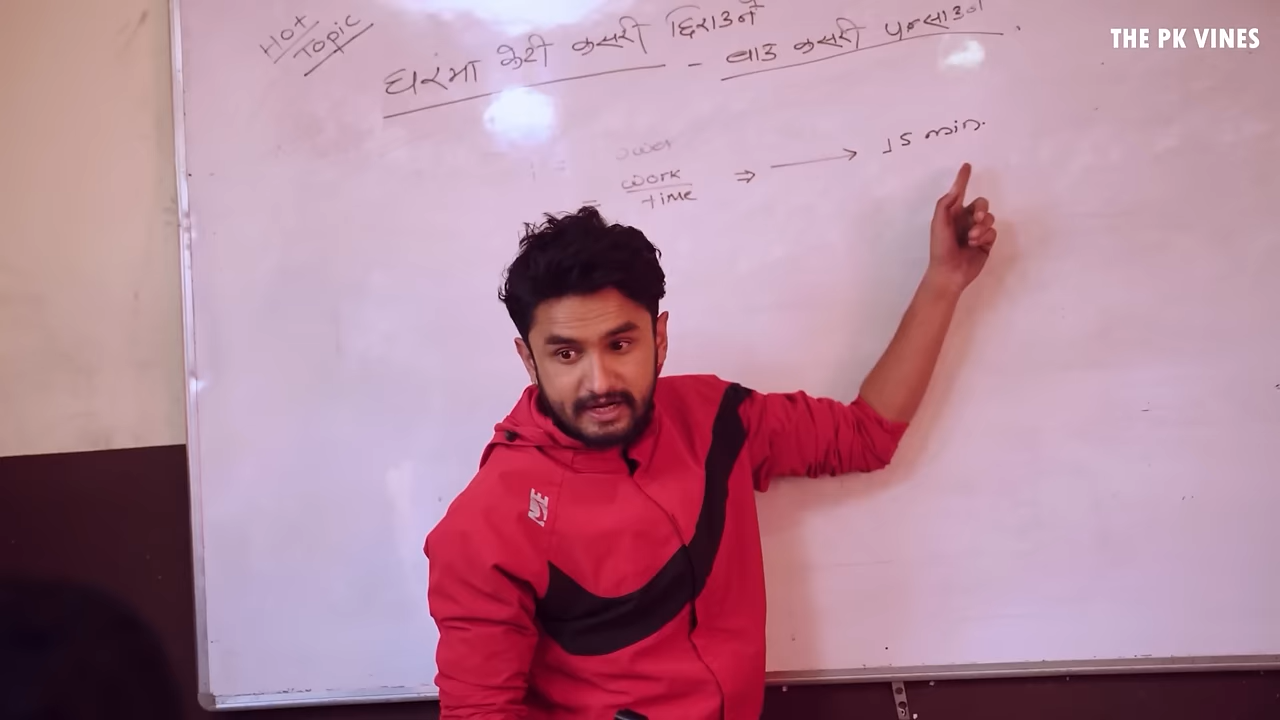 THE PK VINES
Hot
Topic
घरमा केटी कसरी छिराउने - बाउ कसरी पन्साउने .
= work
time ⇒ → 15 min.